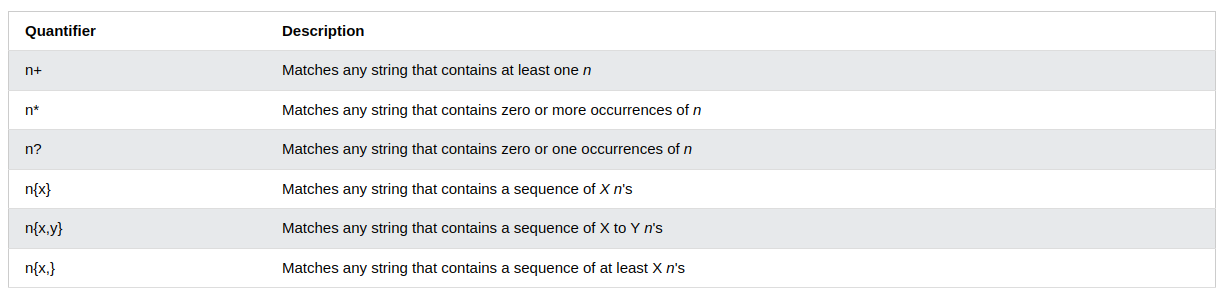 Quantifier Description
n+ Matches any string that contains at least one n
n* Matches any string that contains zero or more occurrences of n
n? Matches any string that contains zero or one occurrences of n
n{x} Matches any string that contains a sequence of X n's
n{x,y} Matches any string that contains a sequence of X to Y n's
n{x,} Matches any string that contains a sequence of at least X n's